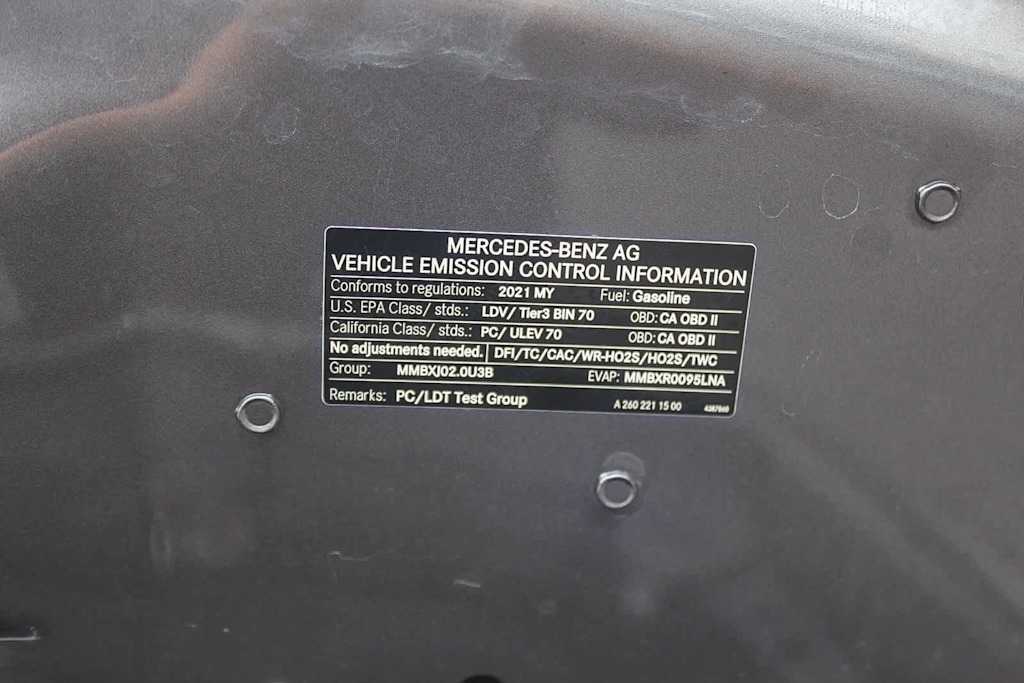 MERCEDES-BENZ AG
VEHICLE EMISSION CONTROL INFORMATION
Conforms to regulations: 2021 MY Fuel: Gasoline
U.S. EPA Class/ stds.: LDV/ Tier3 BIN 70 OBD: CA OBD II
California Class/ stds.: PC/ ULEV 70 OBD: CA OBD II
No adjustments needed. DFI/TC/CAC/WR-HO2S/HO2S/TWC
Group: MMBXJ02.0U3B EVAP: MMBXR0095LNA
Remarks: PC/LDT Test Group A 260 221 15 00 4387860